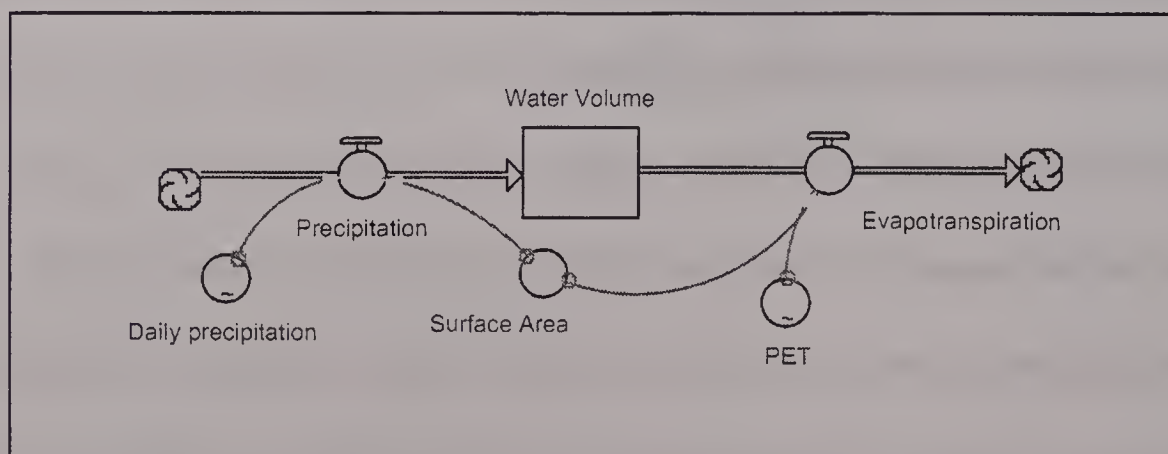 Water Volume
Precipitation
Evapotranspiration
Daily precipitation
Surface Area
PET
~
~